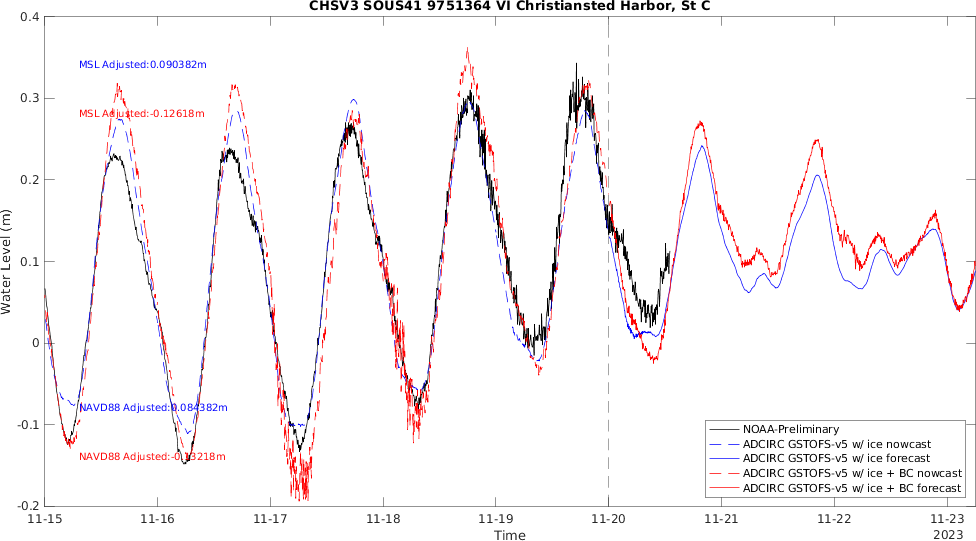 CHSV3 SOUS41 9751364 VI Christiansted Harbor, St C
0.4
0.3
0.2
0.1
0
-0.1
-0.2
Water Level (m)
MSL Adjusted:0.090382m
MSL Adjusted:-0.12618m
NAVD88 Adjusted:0.084382m
NAVD88 Adjusted:-0.13218m
NOAA-Preliminary
ADCIRC GSTOFS-v5 w/ ice nowcast
ADCIRC GSTOFS-v5 w/ ice forecast
ADCIRC GSTOFS-v5 w/ ice + BC nowcast
ADCIRC GSTOFS-v5 w/ ice + BC forecast
11-15 11-16 11-17 11-18 11-19 11-20 11-21 11-22 11-23
2023
Time